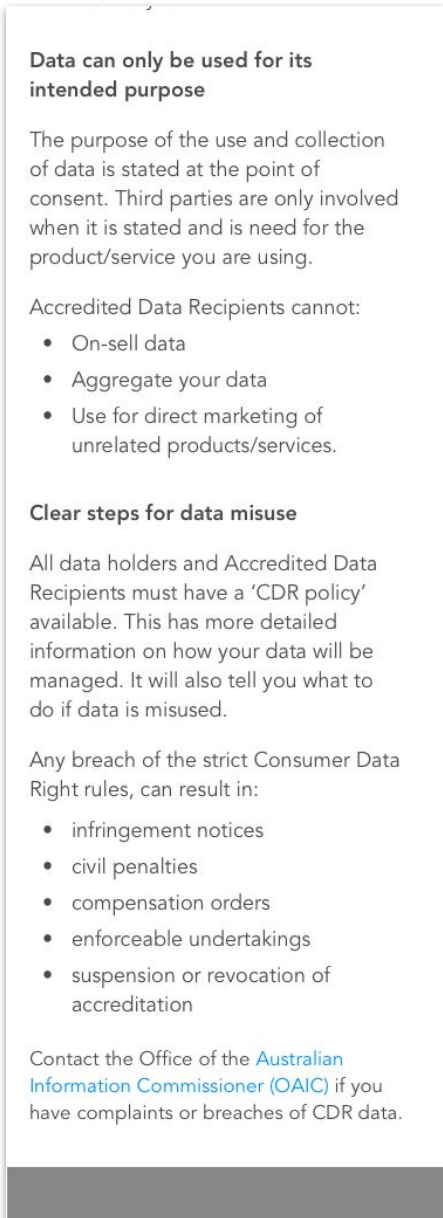 Data can only be used for its
intended purpose
The purpose of the use and collection
of data is stated at the point of
consent. Third parties are only involved
when it is stated and is need for the
product/service you are using.
Accredited Data Recipients cannot:
• On-sell data
• Aggregate your data
• Use for direct marketing of
unrelated products/services.
Clear steps for data misuse
All data holders and Accredited Data
Recipients must have a ‘CDR policy’
available. This has more detailed
information on how your data will be
managed. It will also tell you what to
do if data is misused.
Any breach of the strict Consumer Data
Right rules, can result in:
• infringement notices
• civil penalties
• compensation orders
• enforceable undertakings
• suspension or revocation of
accreditation
Contact the Office of the Australian
Information Commissioner (OAIC) if you
have complaints or breaches of CDR data.